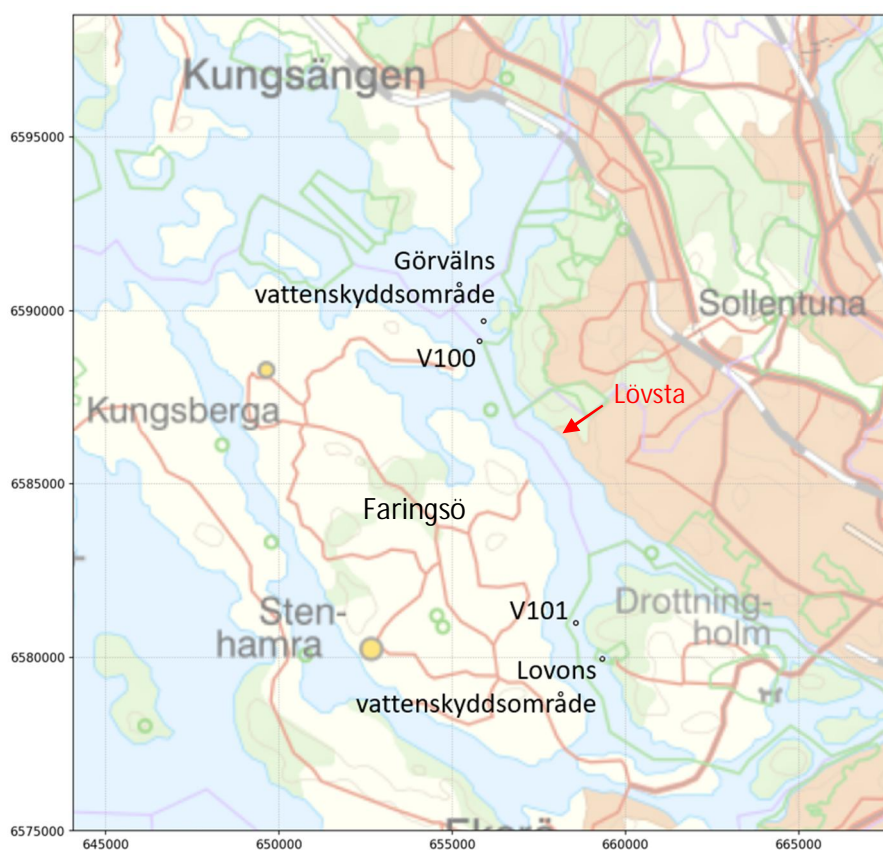 Kungsängen
6595000
Görvälns
vattenskyddsområde
6590000
Sollentuna
V100
Lövsta
Kungsberga
6585000
Faringsö
Sten-
hamra
V101
Drottning-
holm
6580000
Lovons
vattenskyddsområde
Ekerö
6575000
645000 650000 655000 660000 665000